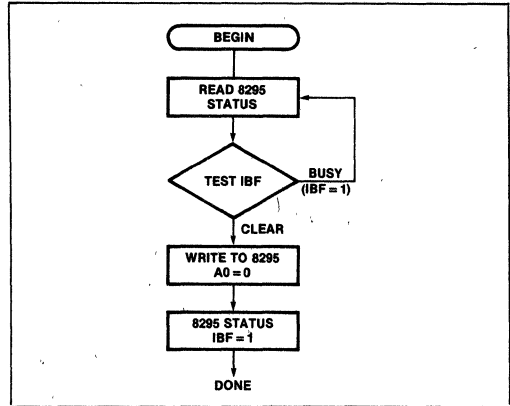 BEGIN
READ 8295
STATUS
TEST IBF
BUSY
(IBF = 1)
CLEAR
WRITE TO 8295
A0 = 0
8295 STATUS
IBF = 1
DONE